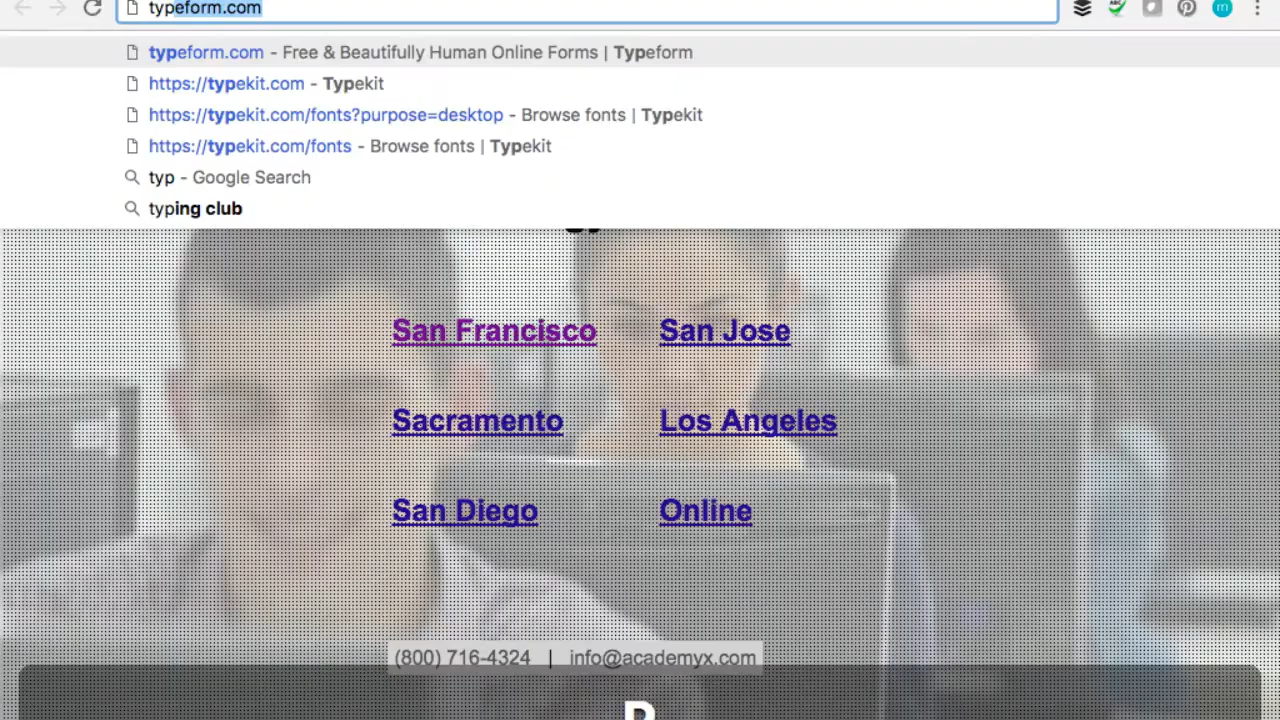 typeform.com
typeform.com - Free & Beautifully Human Online Forms | Typeform
https://typekit.com - Typekit
https://typekit.com/fonts?purpose=desktop - Browse fonts | Typekit
https://typekit.com/fonts - Browse fonts | Typekit
typ - Google Search
typing club
San Francisco San Jose
Sacramento Los Angeles
San Diego Online
(800) 716-4324 | info@academyx.com